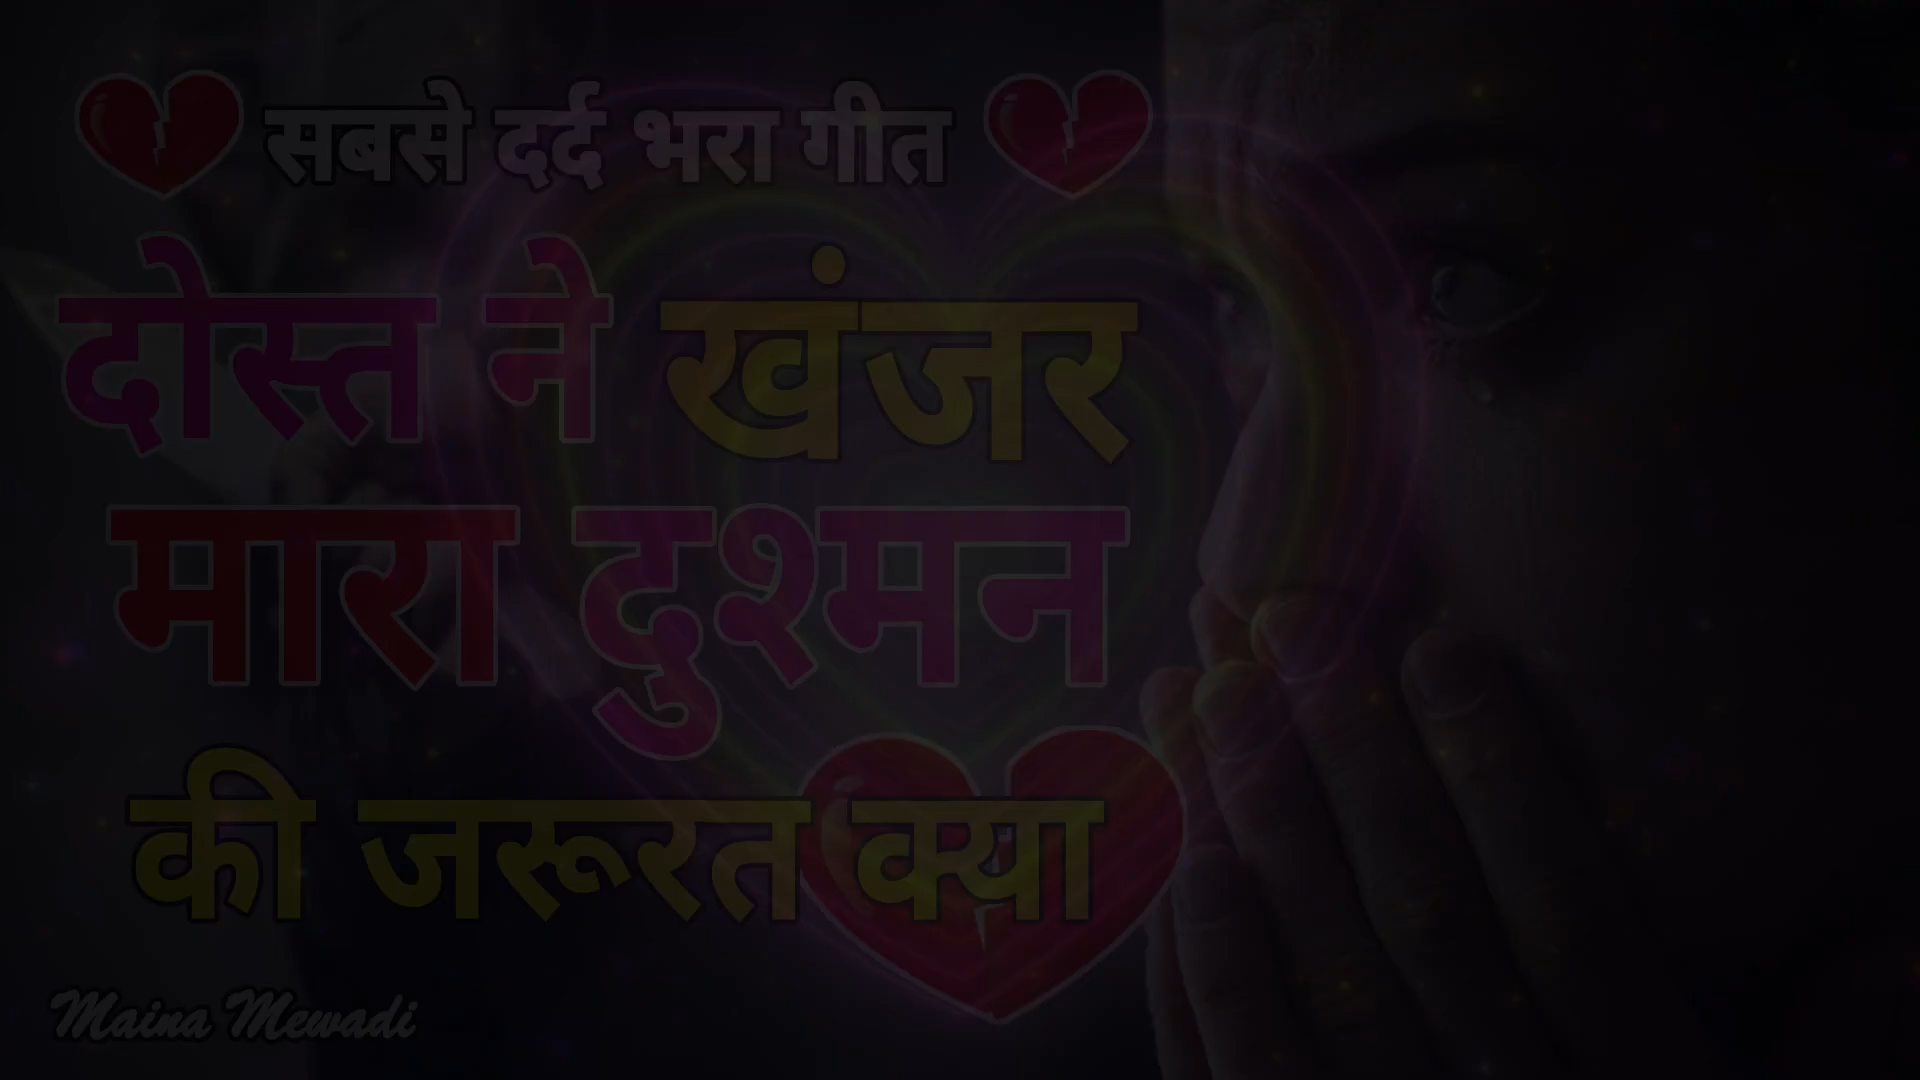 सबसे दर्द भरा गीत
दोस्त ने खंजर
मारा दुश्मन
की जरूरत क्या
Maina Mewadi